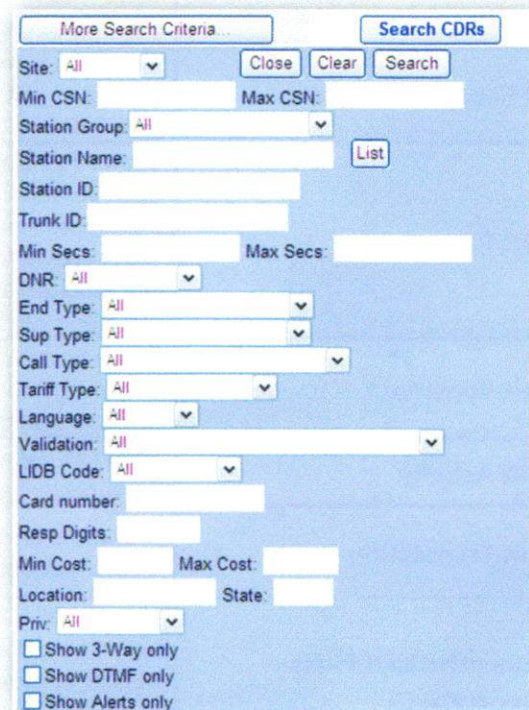 More Search Criteria... Search CDRs
Site: All Close Clear Search
Min CSN: Max CSN:
Station Group: All
Station Name: List
Station ID:
Trunk ID:
Min Secs: Max Secs:
DNR: All
End Type: All
Sup Type: All
Call Type: All
Tariff Type: All
Language: All
Validation: All
LIDB Code: All
Card number:
Resp Digits:
Min Cost: Max Cost:
Location: State:
Priv: All
Show 3-Way only
Show DTMF only
Show Alerts only